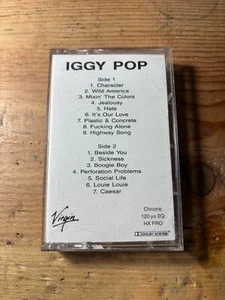 IGGY POP
Side 1
1. Character
2. Wild America
3. Mixin' The Colors
4. Jealousy
5. Hate
6. It's Our Love
7. Plastic & Concrete
8. Fucking Alone
9. Highway Song
Side 2
1. Beside You
2. Sickness
3. Boogie Boy
4. Perforation Problems
5. Social Life
6. Louie Louie
7. Caesar
Virgin
Chrome
120 µs EQ
HX PRO
DOLBY SYSTEM